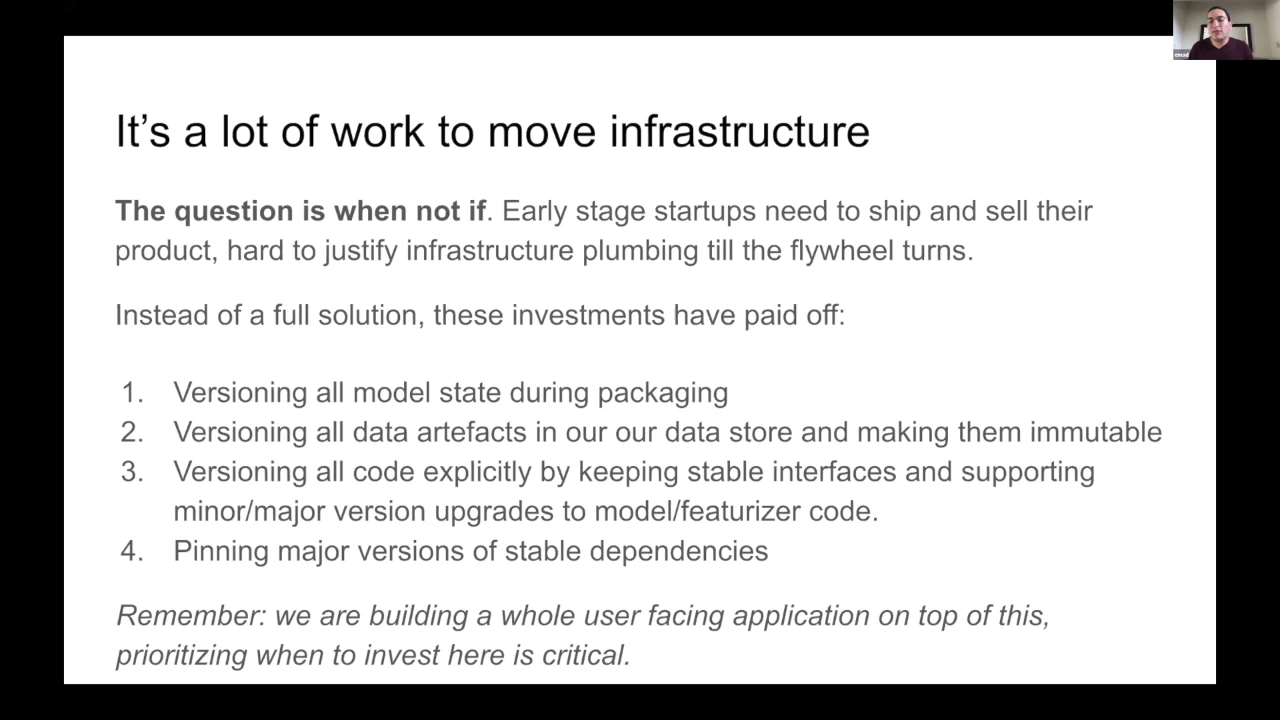 It’s a lot of work to move infrastructure
The question is when not if. Early stage startups need to ship and sell their
product, hard to justify infrastructure plumbing till the flywheel turns.
Instead of a full solution, these investments have paid off:
1. Versioning all model state during packaging
2. Versioning all data artefacts in our our data store and making them immutable
3. Versioning all code explicitly by keeping stable interfaces and supporting
minor/major version upgrades to model/featurizer code.
4. Pinning major versions of stable dependencies
Remember: we are building a whole user facing application on top of this,
prioritizing when to invest here is critical.